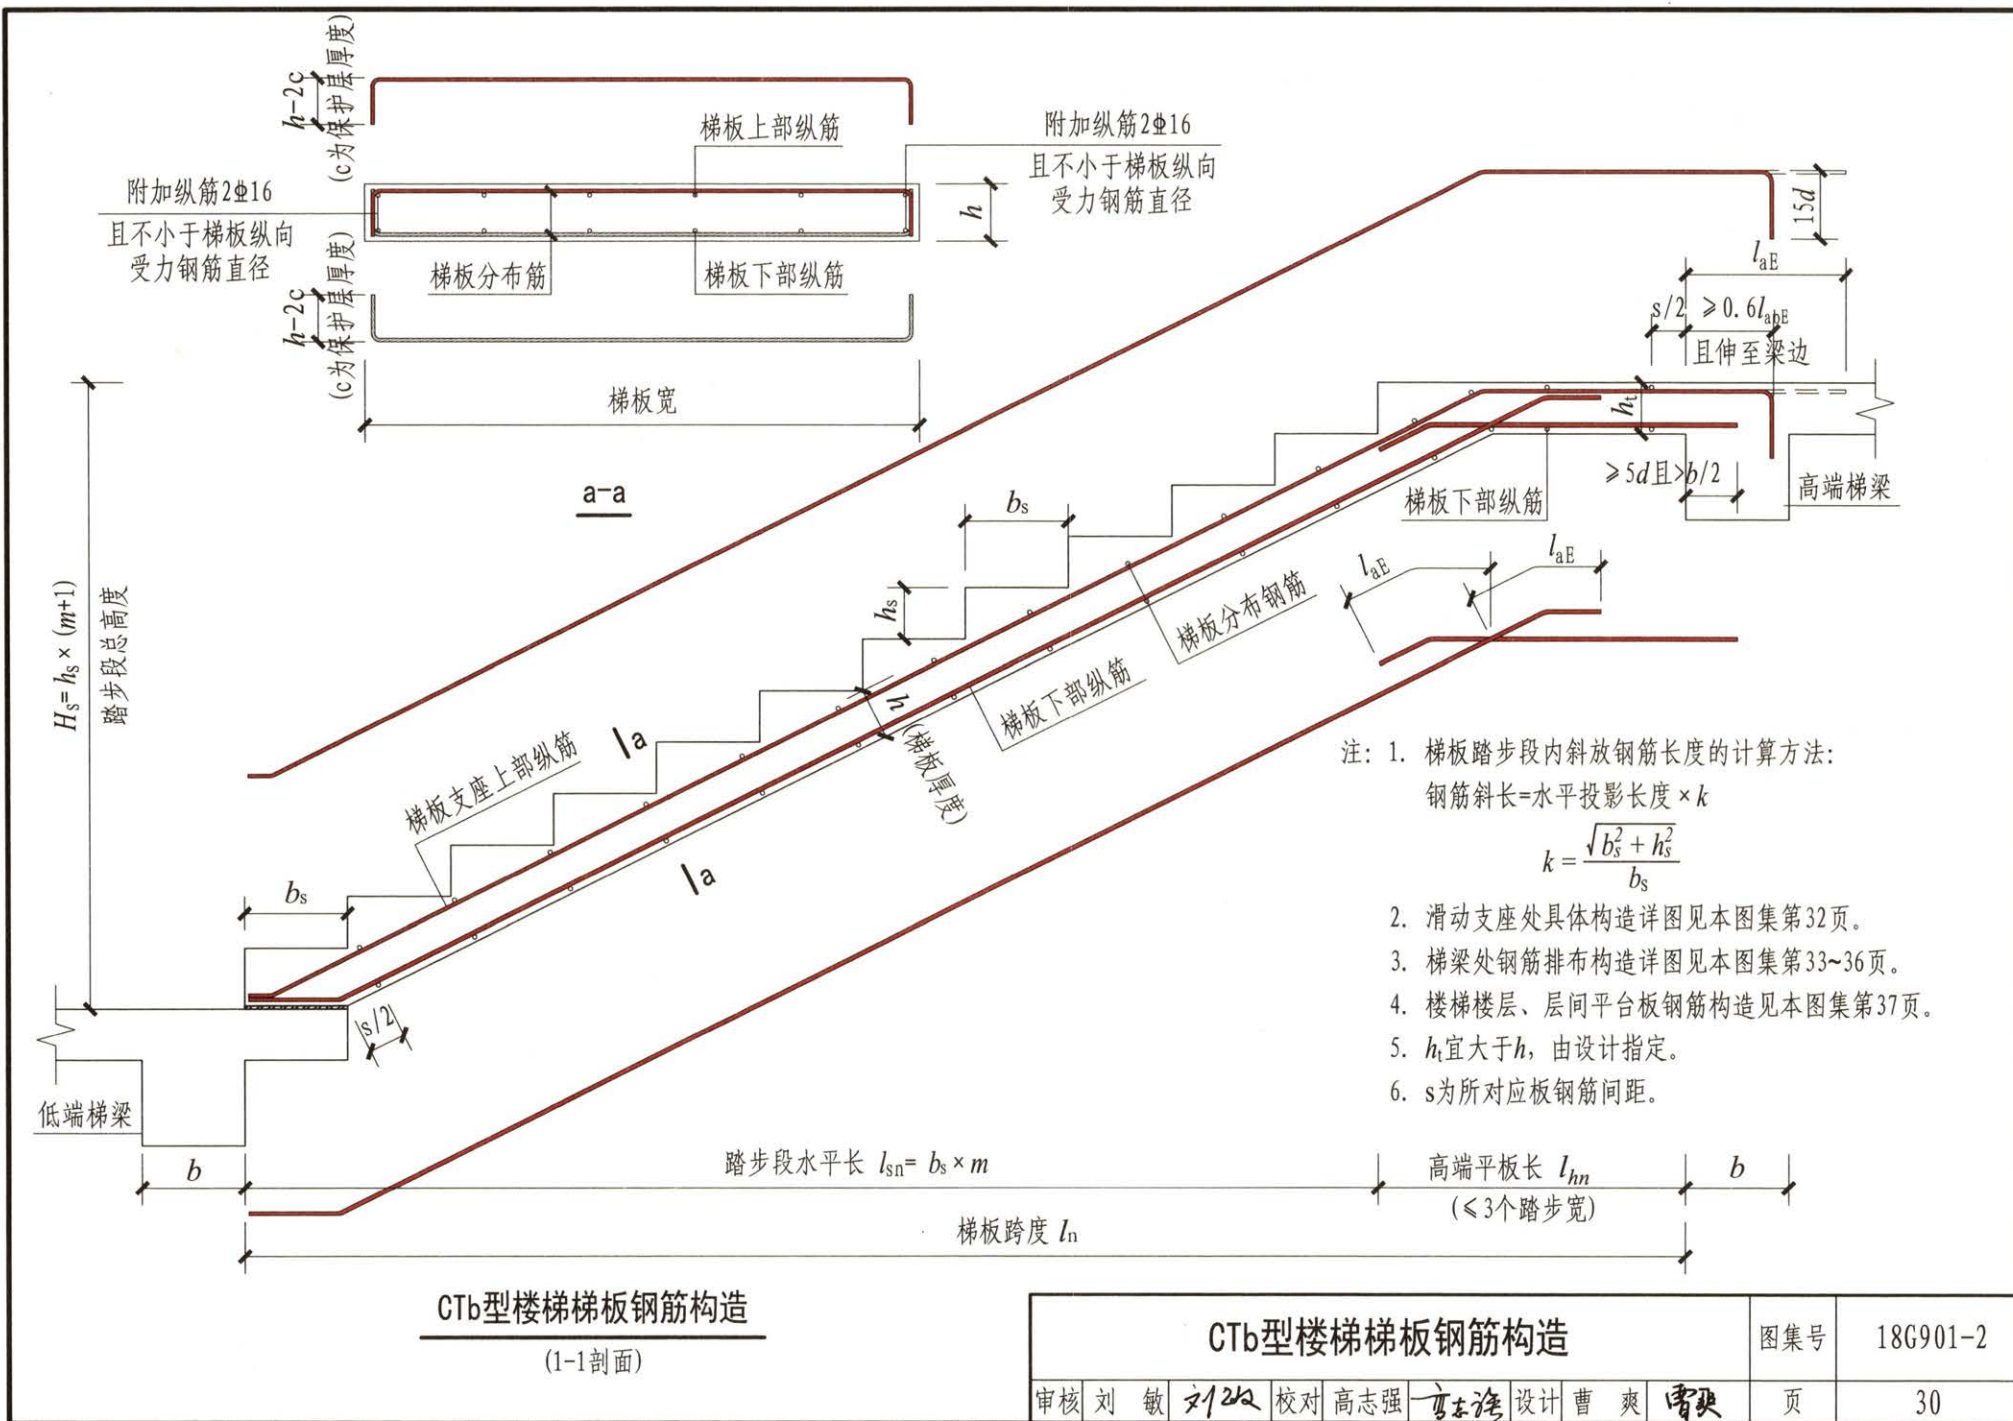 h-2c
(c为保护层厚度)
梯板上部纵筋
附加纵筋2⌽16
且不小于梯板纵向
受力钢筋直径
附加纵筋2⌽16
且不小于梯板纵向
受力钢筋直径
h
梯板分布筋
梯板下部纵筋
h-2c
(c为保护层厚度)
梯板宽
a-a
15d
laE
s/2 ≥0.6labE
且伸至梁边
ht
≥5d且>b/2
高端梯梁
梯板下部纵筋
laE
laE
bs
hs
梯板分布钢筋
梯板下部纵筋
h
(梯板厚度)
Hs=hs×(m+1)
踏步段总高度
梯板支座上部纵筋
a
a
bs
s/2
低端梯梁
注: 1. 梯板踏步段内斜放钢筋长度的计算方法:
钢筋斜长=水平投影长度×k
k=√(bs²+hs²)/bs
2. 滑动支座处具体构造详图见本图集第32页。
3. 梯梁处钢筋排布构造详图见本图集第33~36页。
4. 楼梯楼层、层间平台板钢筋构造见本图集第37页。
5. ht宜大于h, 由设计指定。
6. s为所对应板钢筋间距。
b
踏步段水平长 lsn=bs×m
高端平板长 lhn
(≤3个踏步宽)
b
梯板跨度 ln
CTb型楼梯梯板钢筋构造
(1-1剖面)
CTb型楼梯梯板钢筋构造
图集号
18G901-2
审核 刘 敏 校对 高志强 设计 曹 爽
页
30